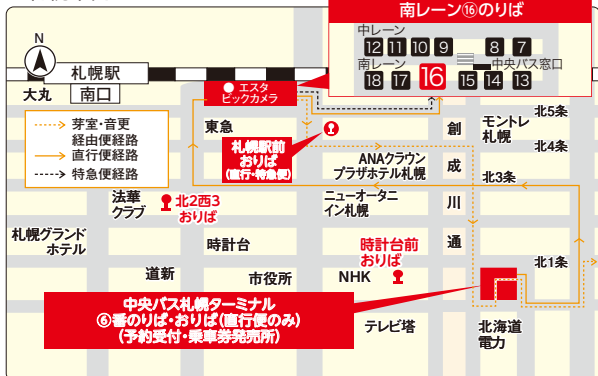 南レーン⑯のりば
中レーン
12 11 10 9 8 7
南レーン 中央バス窓口
18 17 16 15 14 13
N
札幌駅
大丸
南口
エスタ
ビックカメラ
北5条
芽室・音更
経由便経路
直行便経路
特急便経路
東急
札幌駅前
おりば
(直行・特急便)
創成川通
モントレ
札幌
北4条
ANAクラウン
プラザホテル札幌
北3条
法華
クラブ
北2西3
おりば
ニューオータニ
イン札幌
札幌グランド
ホテル
時計台
時計台前
おりば
道新
市役所
NHK
北1条
中央バス札幌ターミナル
⑥番のりば・おりば(直行便のみ)
(予約受付・乗車券発売所)
テレビ塔
北海道
電力